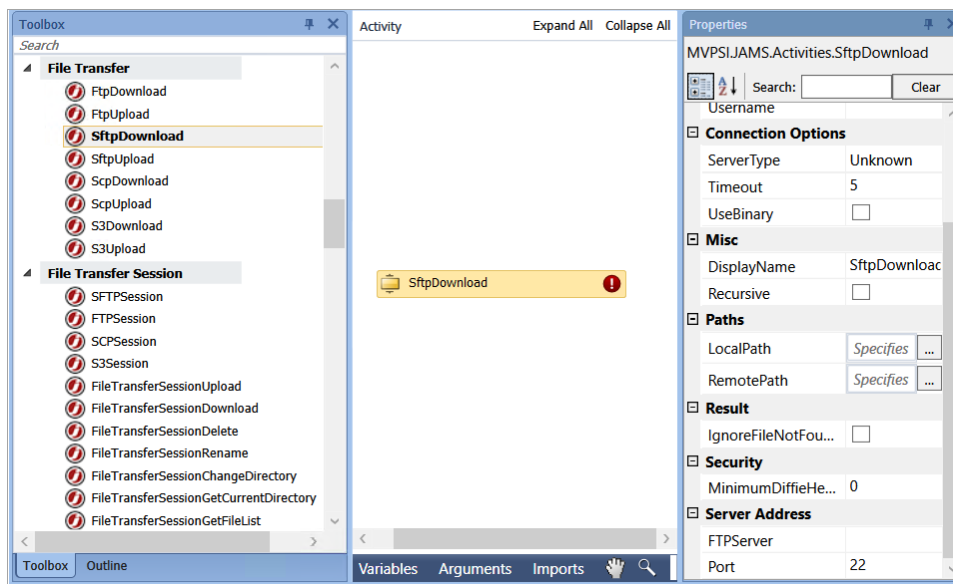 Toolbox
Search
File Transfer
FtpDownload
FtpUpload
SftpDownload
SftpUpload
ScpDownload
ScpUpload
S3Download
S3Upload
File Transfer Session
SFTPSession
FTPSession
SCPSession
S3Session
FileTransferSessionUpload
FileTransferSessionDownload
FileTransferSessionDelete
FileTransferSessionRename
FileTransferSessionChangeDirectory
FileTransferSessionGetCurrentDirectory
FileTransferSessionGetFileList
Toolbox Outline
Activity Expand All Collapse All
SftpDownload
Variables Arguments Imports
Properties
MVPSI.JAMS.Activities.SftpDownload
Search: Clear
Username
Connection Options
ServerType Unknown
Timeout 5
UseBinary
Misc
DisplayName SftpDownloac
Recursive
Paths
LocalPath Specifies ...
RemotePath Specifies ...
Result
IgnoreFileNotFou...
Security
MinimumDiffieHe... 0
Server Address
FTPServer
Port 22